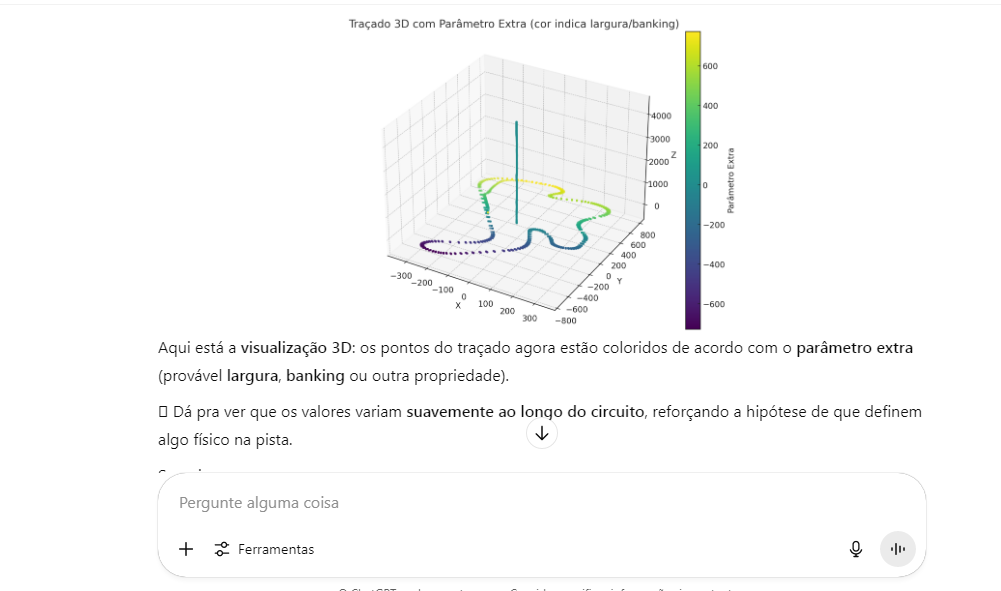 Traçado 3D com Parâmetro Extra (cor indica largura/banking)
600
400
200
0
−200
−400
−600
Parâmetro Extra
4000
3000
2000
1000
0
Z
800
600
400
200
0
−200
−400
−600
−800
Y
−300
−200
−100
0
100
200
300
X
Aqui está a visualização 3D: os pontos do traçado agora estão coloridos de acordo com o parâmetro extra
(provável largura, banking ou outra propriedade).
Dá pra ver que os valores variam suavemente ao longo do circuito, reforçando a hipótese de que definem
algo físico na pista.
Pergunte alguma coisa
Ferramentas